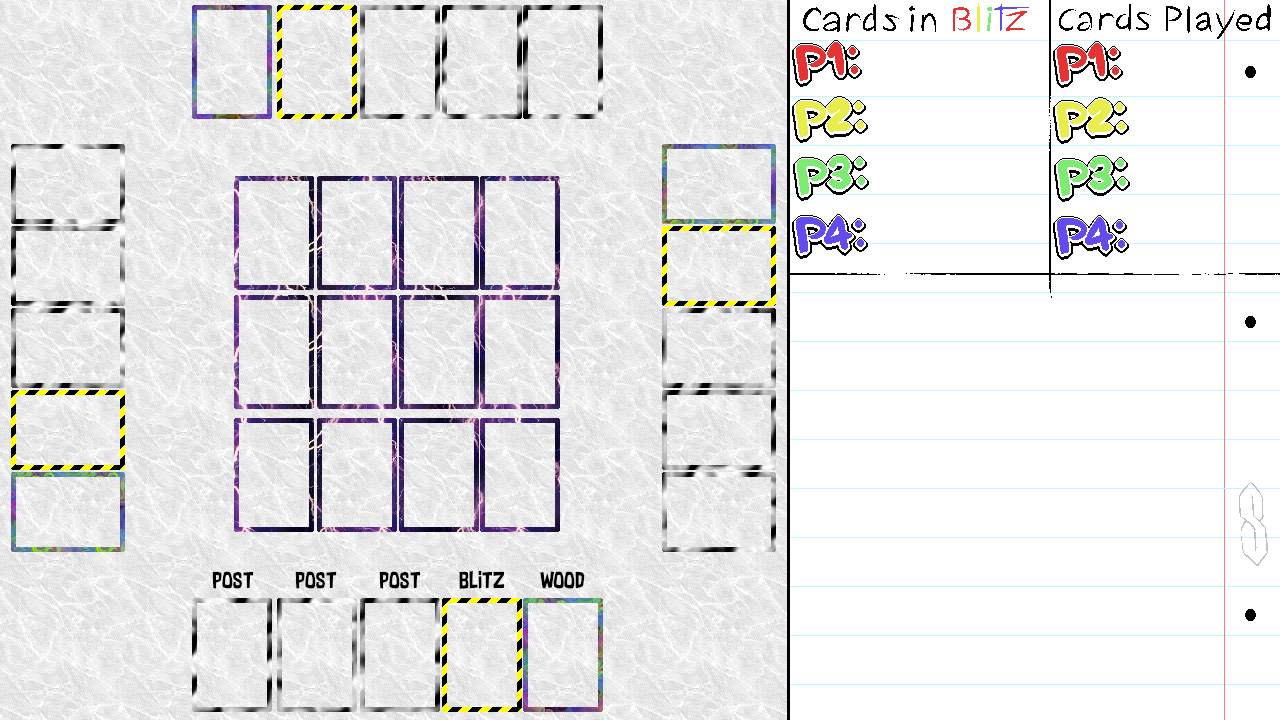 Cards in BLiTZ
Cards Played
P1:
P1:
P2:
P2:
P3:
P3:
P4:
P4:
POST POST POST BLiTZ WOOD